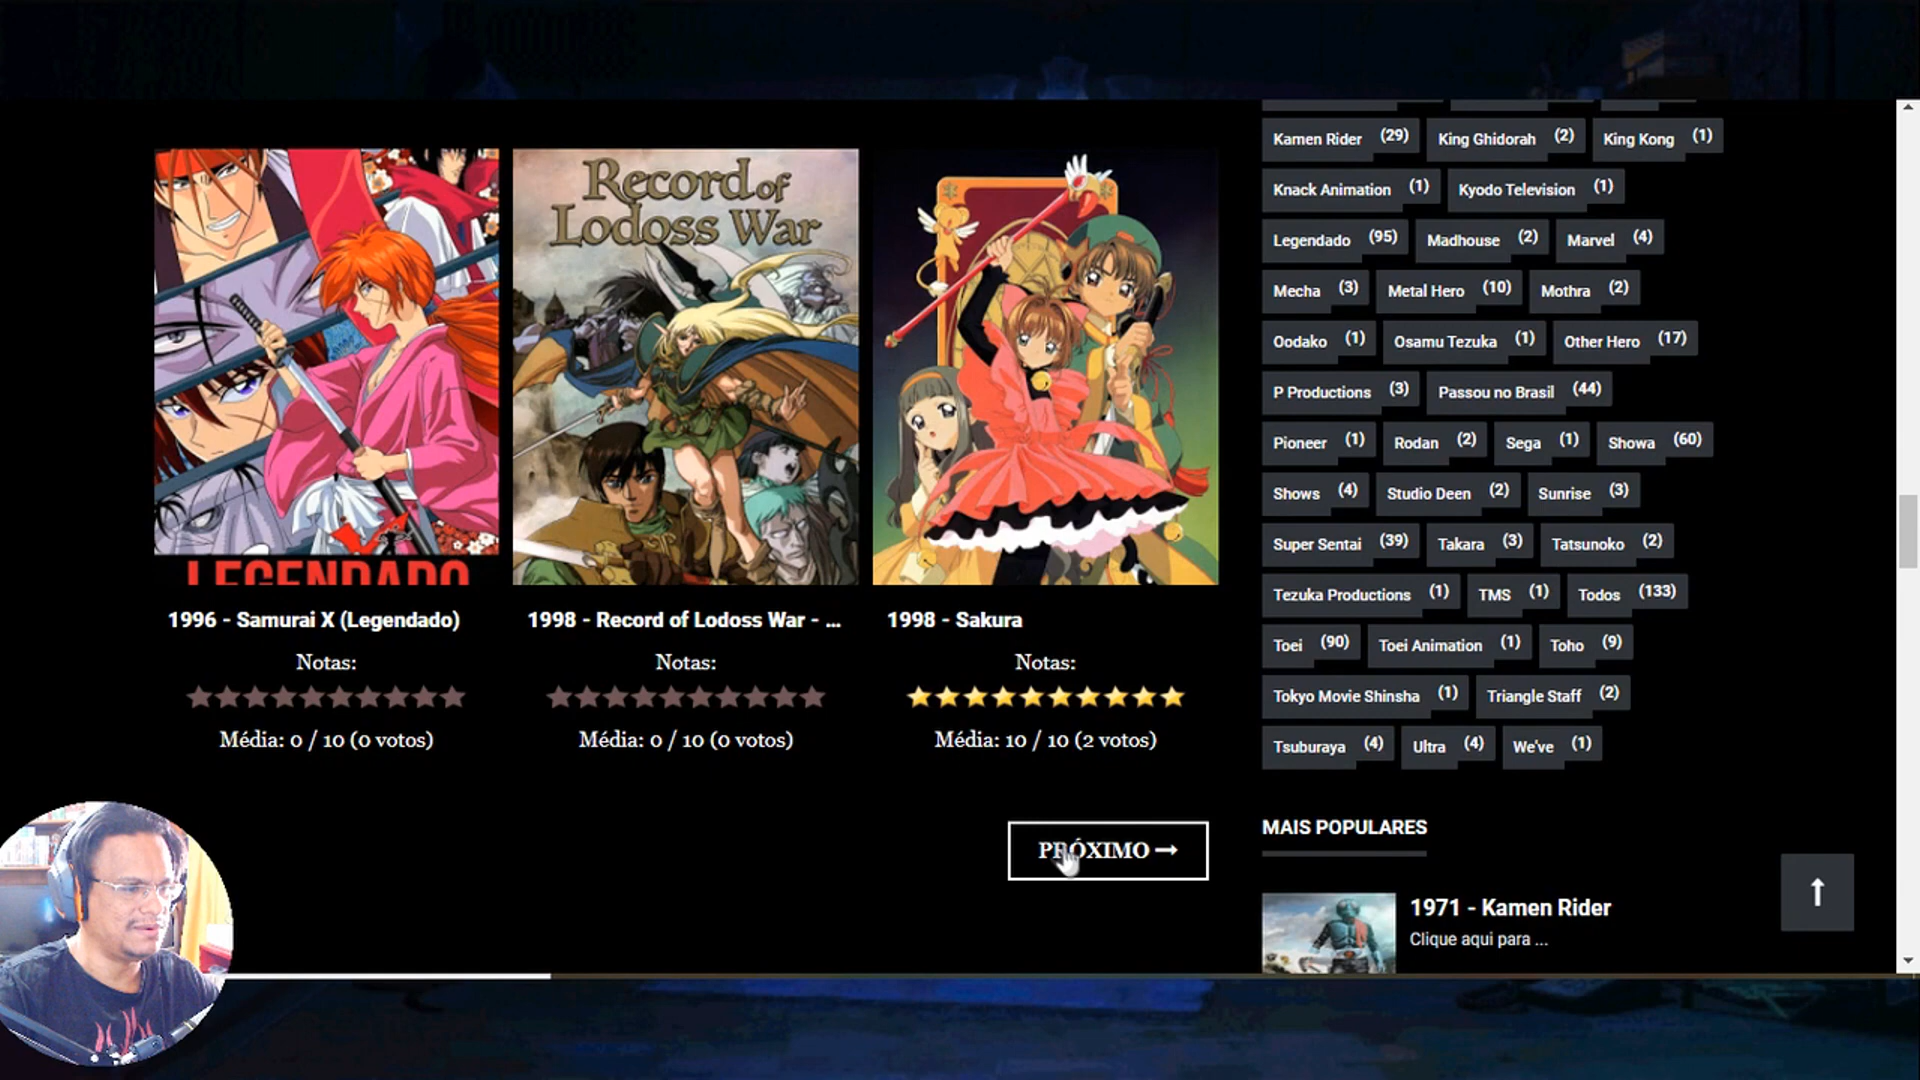 Record of
Lodoss War
LEGENDADO
1996 - Samurai X (Legendado)
Notas:
Média: 0 / 10 (0 votos)
1998 - Record of Lodoss War - ...
Notas:
Média: 0 / 10 (0 votos)
1998 - Sakura
Notas:
Média: 10 / 10 (2 votos)
PRÓXIMO →
Kamen Rider (29) King Ghidorah (2) King Kong (1)
Knack Animation (1) Kyodo Television (1)
Legendado (95) Madhouse (2) Marvel (4)
Mecha (3) Metal Hero (10) Mothra (2)
Oodako (1) Osamu Tezuka (1) Other Hero (17)
P Productions (3) Passou no Brasil (44)
Pioneer (1) Rodan (2) Sega (1) Showa (60)
Shows (4) Studio Deen (2) Sunrise (3)
Super Sentai (39) Takara (3) Tatsunoko (2)
Tezuka Productions (1) TMS (1) Todos (133)
Toei (90) Toei Animation (1) Toho (9)
Tokyo Movie Shinsha (1) Triangle Staff (2)
Tsuburaya (4) Ultra (4) We've (1)
MAIS POPULARES
1971 - Kamen Rider
Clique aqui para ...